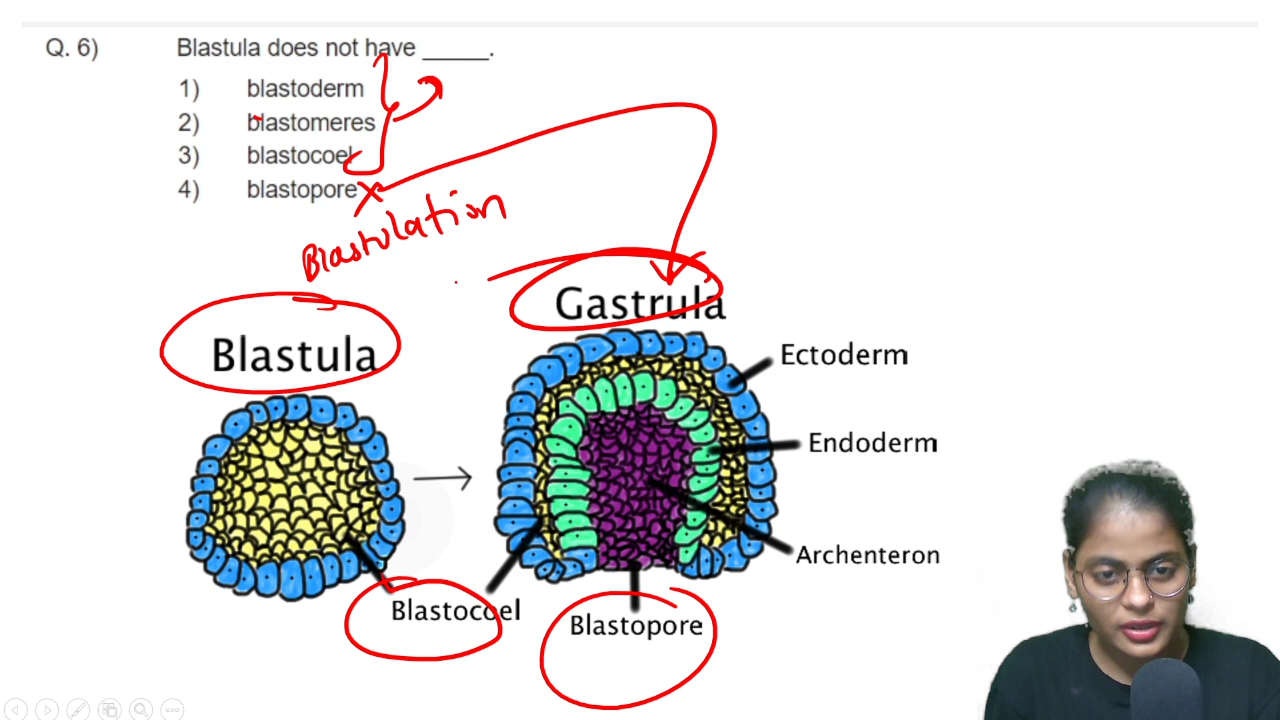 Q. 6) Blastula does not have _____.
1) blastoderm
2) blastomeres
3) blastocoel
4) blastopore
Blastulation
Blastula
Gastrula
Ectoderm
Endoderm
Archenteron
Blastocoel
Blastopore